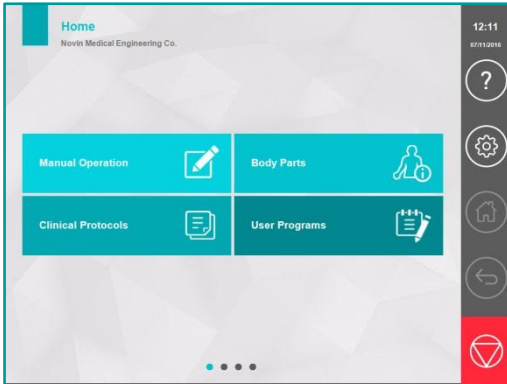 Home
Novin Medical Engineering Co.
12:11
07/11/2016
?
Manual Operation
Body Parts
Clinical Protocols
User Programs